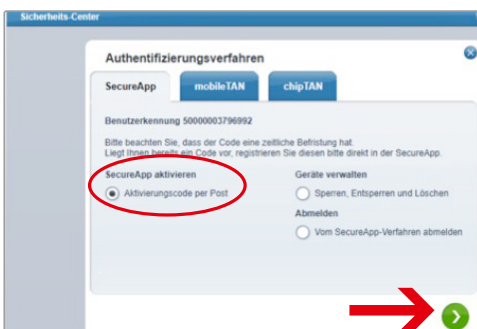 Sicherheits-Center
Authentifizierungsverfahren
SecureApp
mobileTAN
chipTAN
Benutzerkennung 50000003796992
Bitte beachten Sie, dass der Code eine zeitliche Befristung hat.
Liegt Ihnen bereits ein Code vor, registrieren Sie diesen bitte direkt in der SecureApp.
SecureApp aktivieren
Aktivierungscode per Post
Geräte verwalten
Sperren, Entsperren und Löschen
Abmelden
Vom SecureApp-Verfahren abmelden